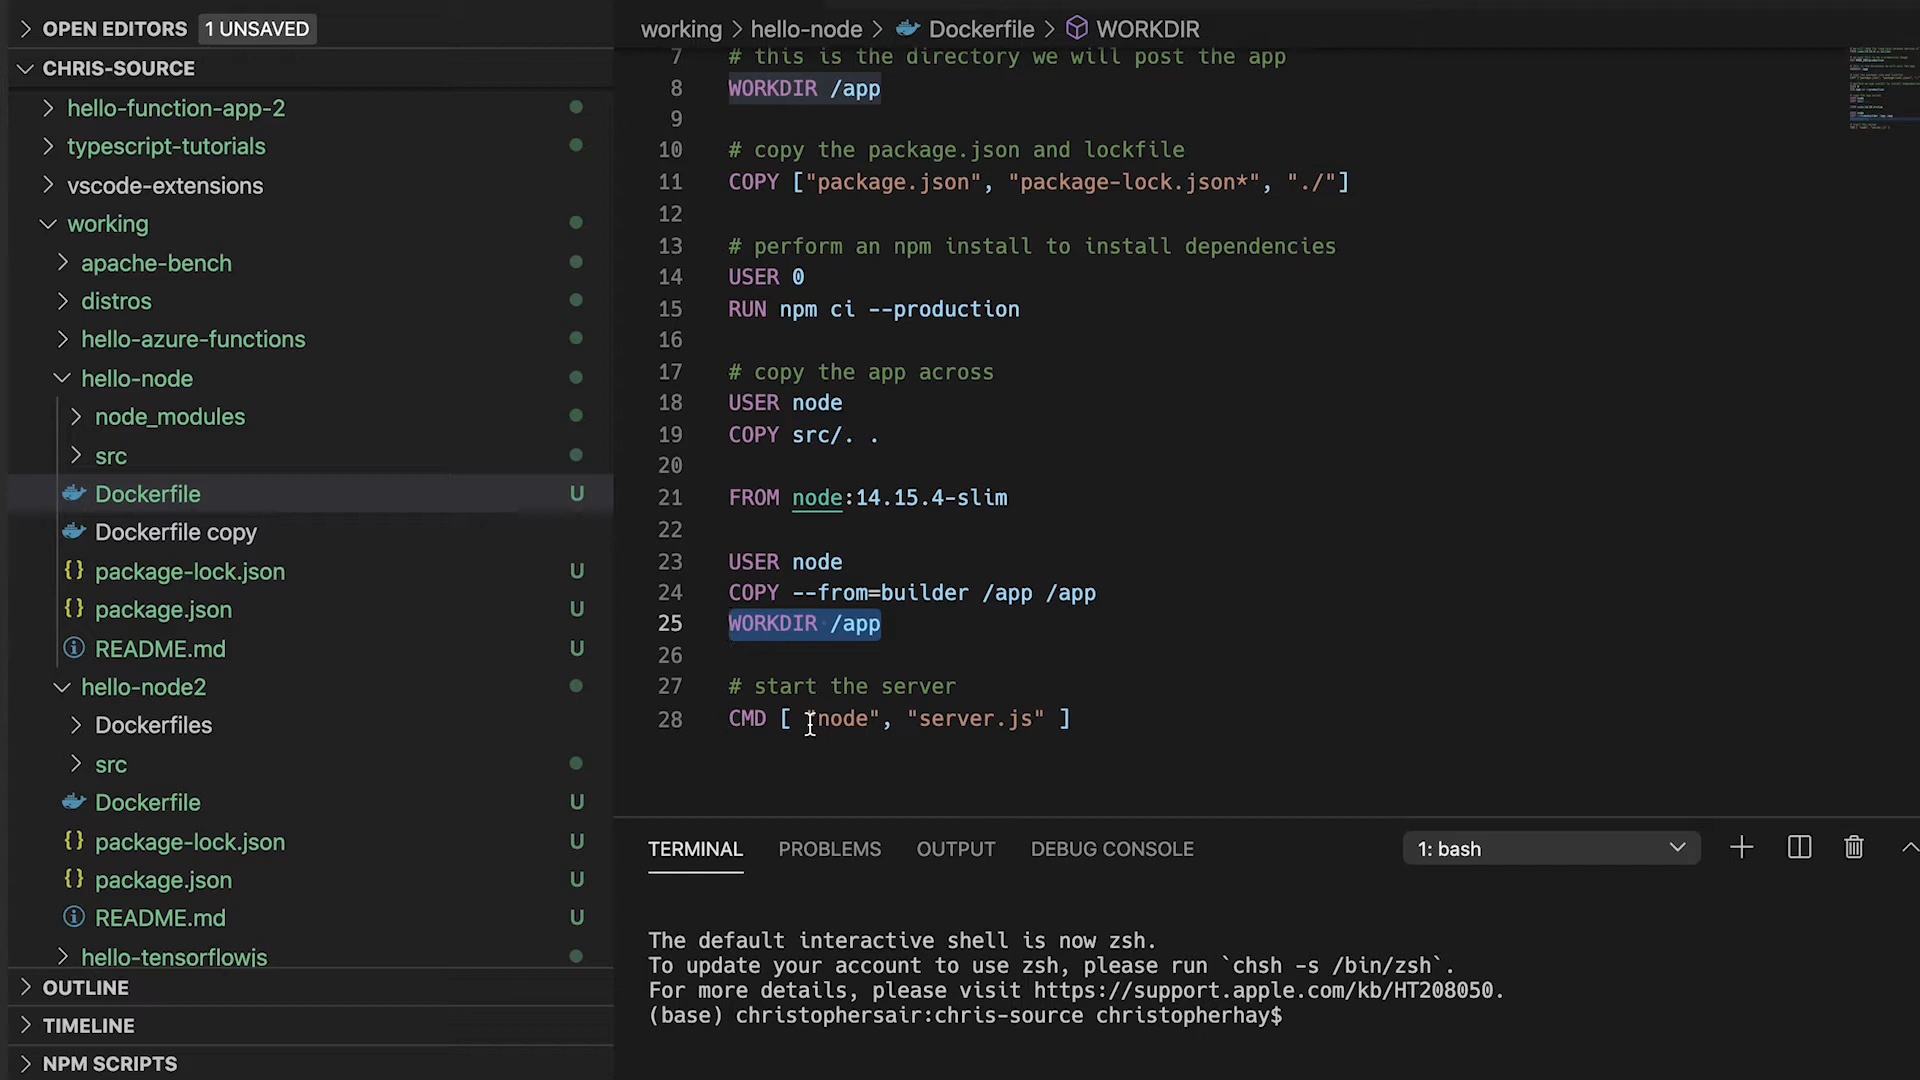 OPEN EDITORS 1 UNSAVED
CHRIS-SOURCE
hello-function-app-2
typescript-tutorials
vscode-extensions
working
apache-bench
distros
hello-azure-functions
hello-node
node_modules
src
Dockerfile U
Dockerfile copy
package-lock.json U
package.json U
README.md U
hello-node2
Dockerfiles
src
Dockerfile U
package-lock.json U
package.json U
README.md U
hello-tensorflowjs
OUTLINE
TIMELINE
NPM SCRIPTS
working > hello-node > Dockerfile > WORKDIR
7 # this is the directory we will post the app
8 WORKDIR /app
9
10 # copy the package.json and lockfile
11 COPY ["package.json", "package-lock.json*", "./"]
12
13 # perform an npm install to install dependencies
14 USER 0
15 RUN npm ci --production
16
17 # copy the app across
18 USER node
19 COPY src/. .
20
21 FROM node:14.15.4-slim
22
23 USER node
24 COPY --from=builder /app /app
25 WORKDIR /app
26
27 # start the server
28 CMD [ "node", "server.js" ]
TERMINAL PROBLEMS OUTPUT DEBUG CONSOLE 1: bash
The default interactive shell is now zsh.
To update your account to use zsh, please run `chsh -s /bin/zsh`.
For more details, please visit https://support.apple.com/kb/HT208050.
(base) christophersair:chris-source christopherhay$